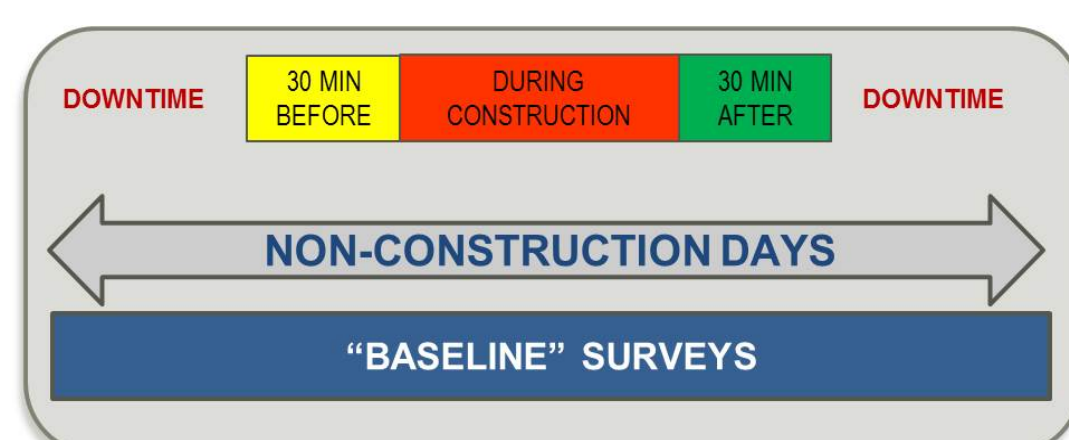 DOWNTIME
30 MIN
BEFORE
DURING
CONSTRUCTION
30 MIN
AFTER
DOWNTIME
NON-CONSTRUCTION DAYS
“BASELINE” SURVEYS